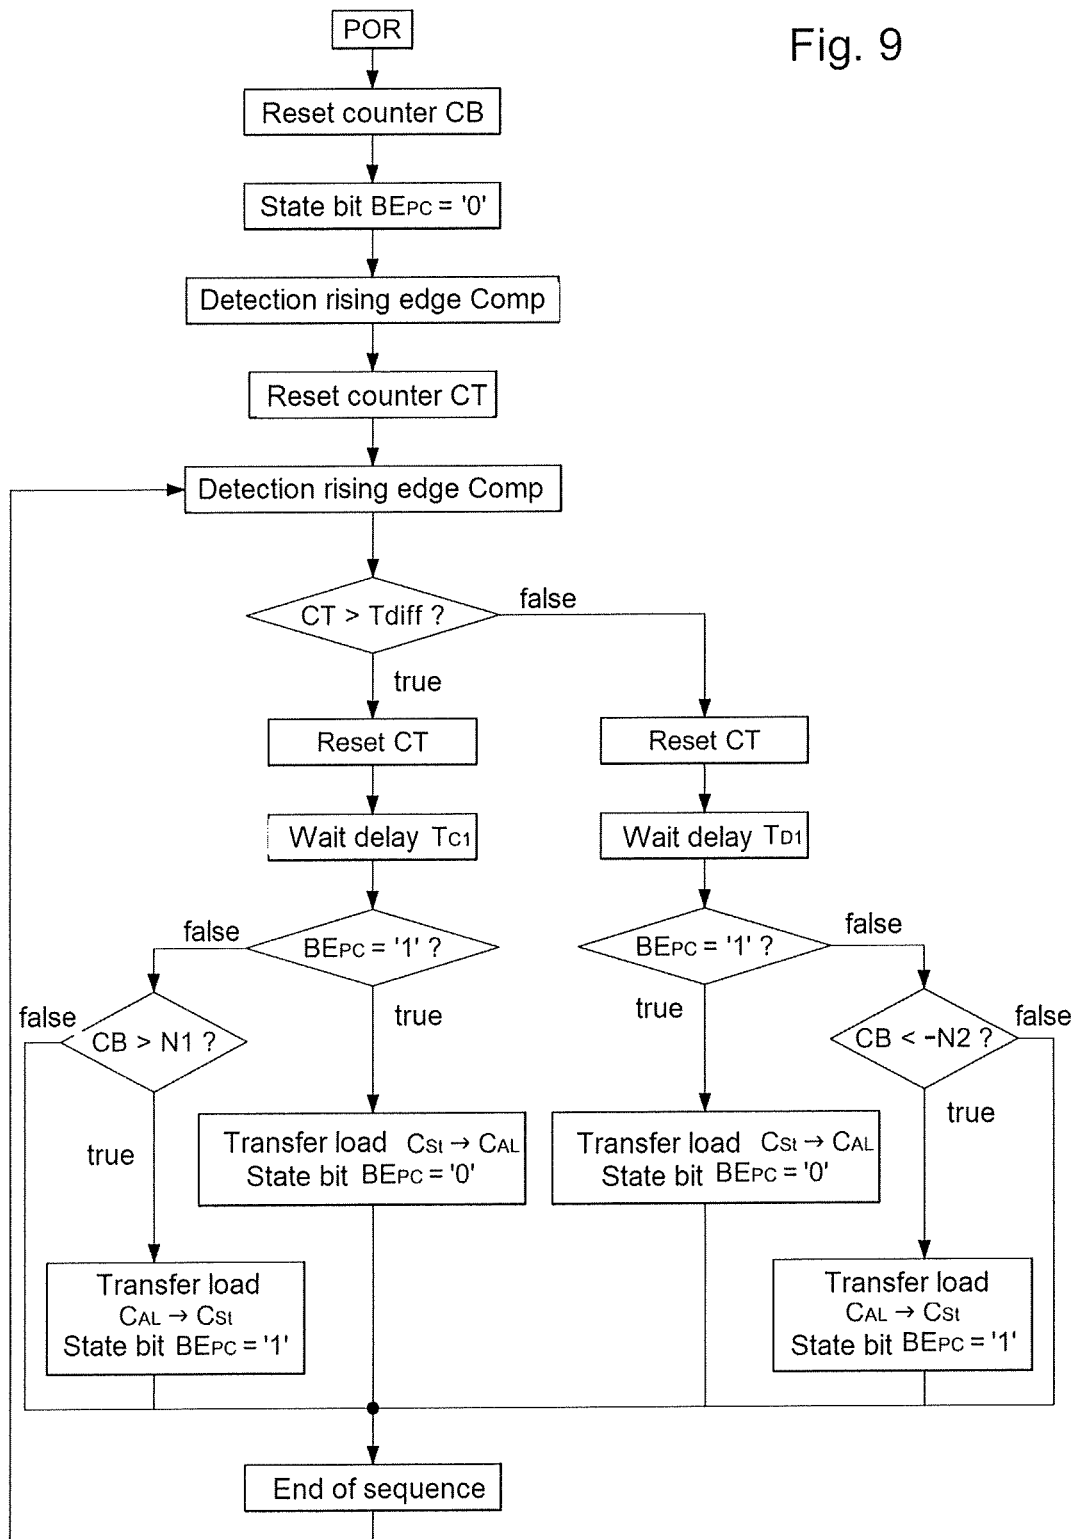 POR
Fig. 9
Reset counter CB
State bit BEPC = '0'
Detection rising edge Comp
Reset counter CT
Detection rising edge Comp
CT > Tdiff ?
false
true
Reset CT
Reset CT
Wait delay TC1
Wait delay TD1
false
BEPC = '1' ?
BEPC = '1' ?
false
false
CB > N1 ?
true
true
CB < -N2 ?
false
true
true
Transfer load CSt → CAL
State bit BEPC = '0'
Transfer load CSt → CAL
State bit BEPC = '0'
Transfer load
CAL → CSt
State bit BEPC = '1'
Transfer load
CAL → CSt
State bit BEPC = '1'
End of sequence